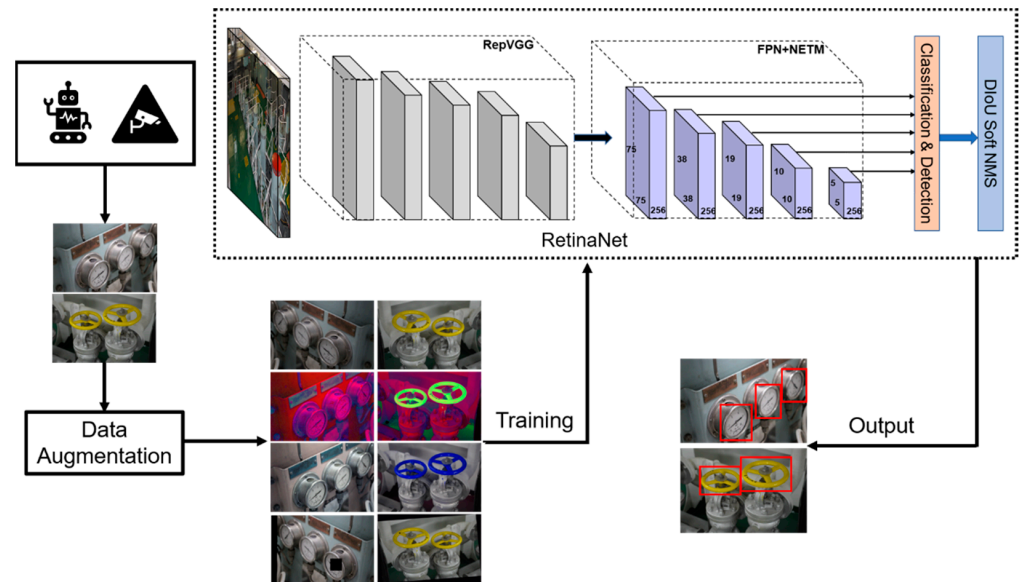 RepVGG
FPN+NETM
75
75
256
38
38
256
19
19
256
10
10
256
5
5
256
Classification & Detection
DIoU Soft NMS
RetinaNet
Data
Augmentation
Training
Output